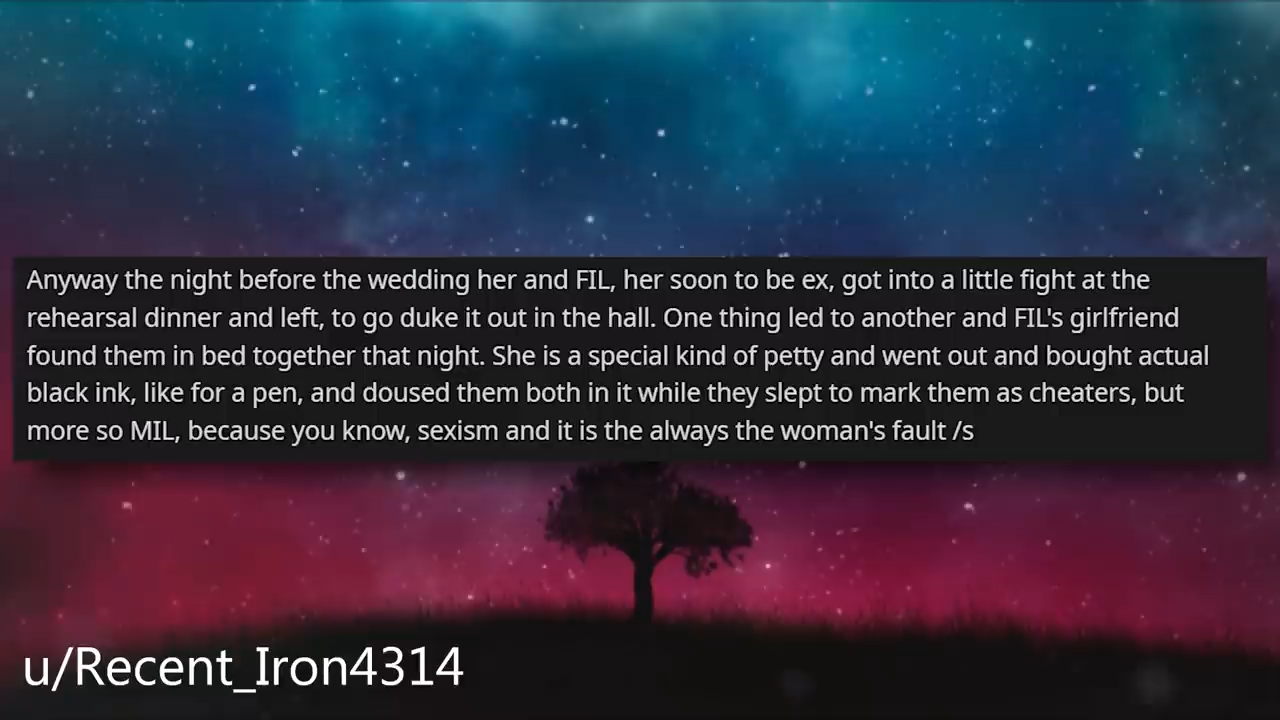 Anyway the night before the wedding her and FIL, her soon to be ex, got into a little fight at the
rehearsal dinner and left, to go duke it out in the hall. One thing led to another and FIL's girlfriend
found them in bed together that night. She is a special kind of petty and went out and bought actual
black ink, like for a pen, and doused them both in it while they slept to mark them as cheaters, but
more so MIL, because you know, sexism and it is the always the woman's fault /s
u/Recent_Iron4314